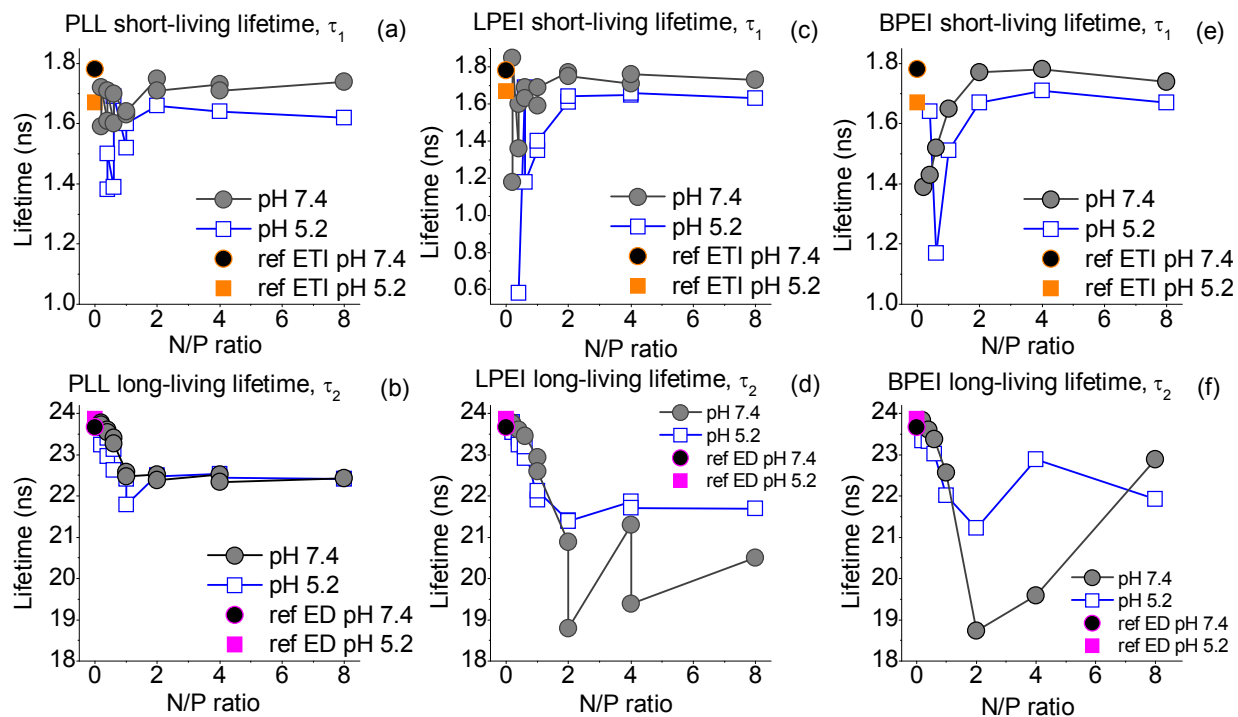 PLL short-living lifetime, τ1 (a)
Lifetime (ns)
1.8
1.6
1.4
1.2
1.0
pH 7.4
pH 5.2
ref ETI pH 7.4
ref ETI pH 5.2
0 2 4 6 8
N/P ratio
LPEI short-living lifetime, τ1 (c)
Lifetime (ns)
1.8
1.6
1.4
1.2
1.0
0.8
0.6
pH 7.4
pH 5.2
ref ETI pH 7.4
ref ETI pH 5.2
0 2 4 6 8
N/P ratio
BPEI short-living lifetime, τ1 (e)
Lifetime (ns)
1.8
1.6
1.4
1.2
1.0
pH 7.4
pH 5.2
ref ETI pH 7.4
ref ETI pH 5.2
0 2 4 6 8
N/P ratio
PLL long-living lifetime, τ2 (b)
Lifetime (ns)
24
23
22
21
20
19
18
pH 7.4
pH 5.2
ref ED pH 7.4
ref ED pH 5.2
0 2 4 6 8
N/P ratio
LPEI long-living lifetime, τ2 (d)
Lifetime (ns)
24
23
22
21
20
19
18
pH 7.4
pH 5.2
ref ED pH 7.4
ref ED pH 5.2
0 2 4 6 8
N/P ratio
BPEI long-living lifetime, τ2 (f)
Lifetime (ns)
24
23
22
21
20
19
18
pH 7.4
pH 5.2
ref ED pH 7.4
ref ED pH 5.2
0 2 4 6 8
N/P ratio